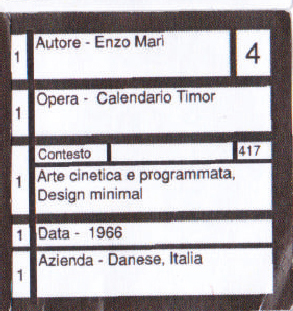 1 Autore - Enzo Mari 4
1 Opera - Calendario Timor
Contesto 417
1 Arte cinetica e programmata,
Design minimal
1 Data - 1966
1 Azienda - Danese, Italia